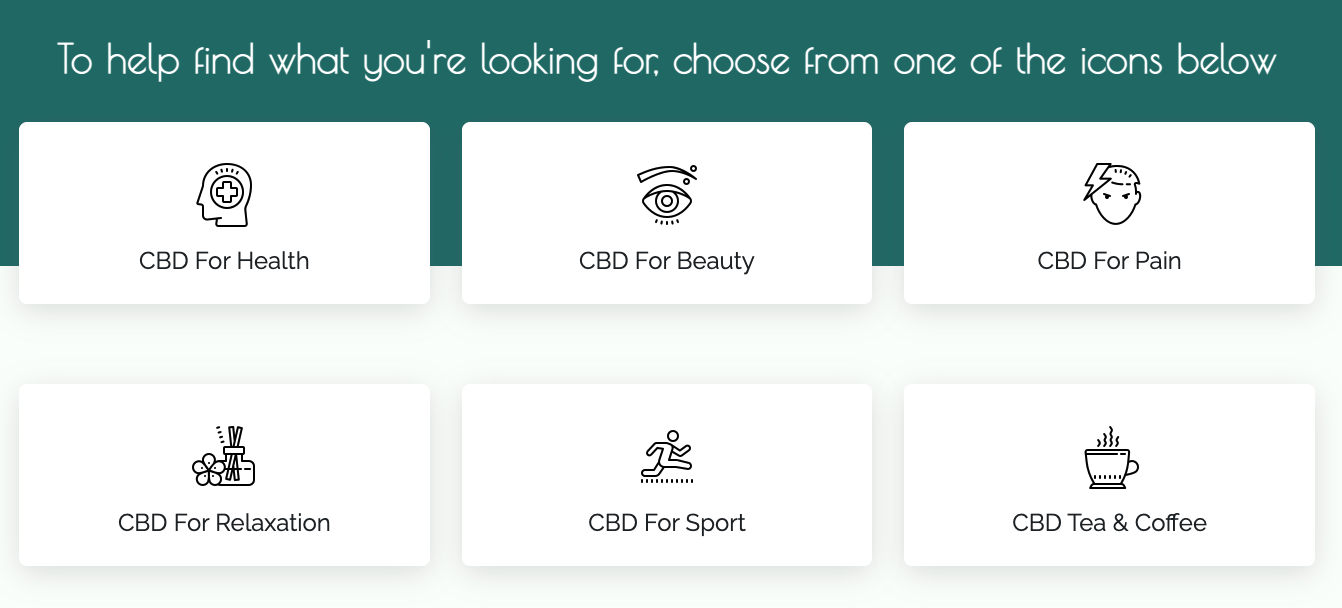 To help find what you're looking for, choose from one of the icons below
CBD For Health
CBD For Beauty
CBD For Pain
CBD For Relaxation
CBD For Sport
CBD Tea & Coffee